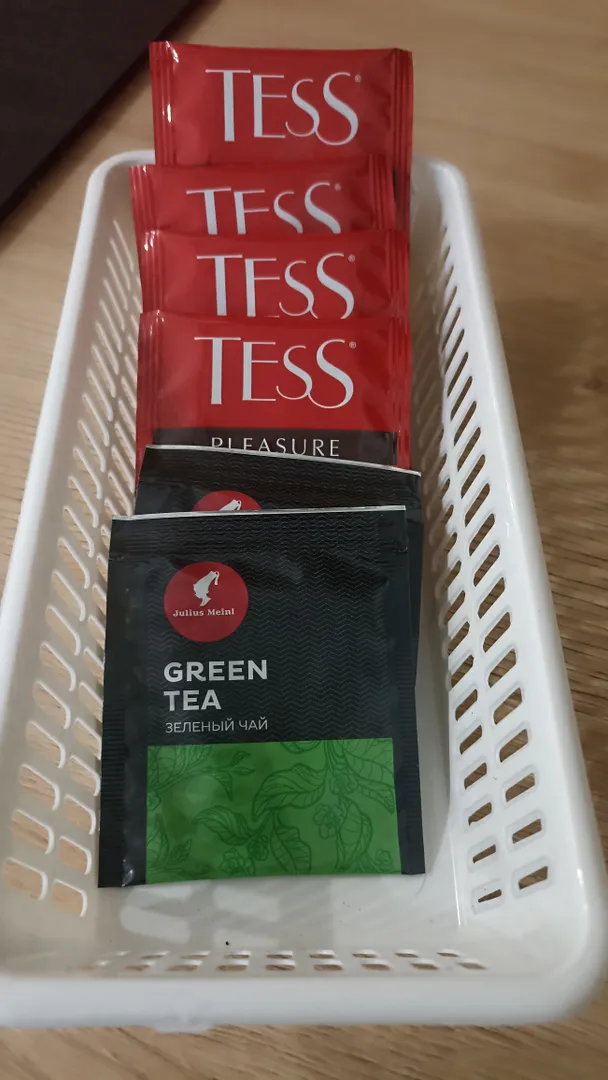 TESS
TESS
TESS
TESS
PLEASURE
Julius Meinl
GREEN
TEA
ЗЕЛЕНЫЙ ЧАЙ